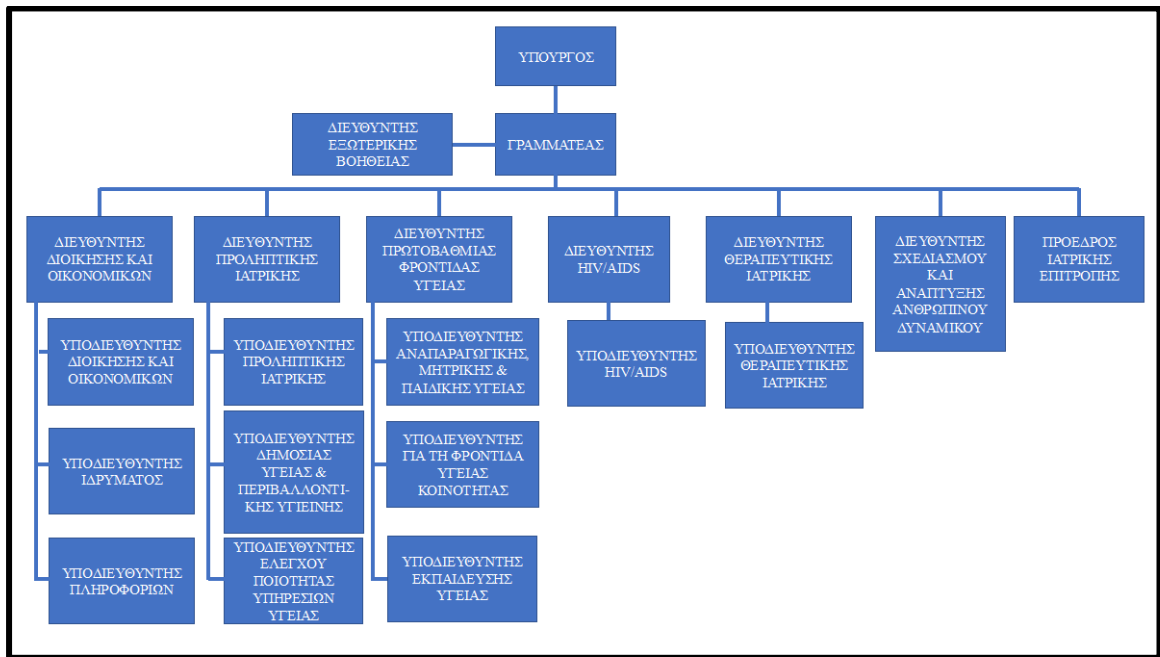 ΥΠΟΥΡΓΟΣ
ΔΙΕΥΘΥΝΤΗΣ
ΕΞΩΤΕΡΙΚΗΣ
ΒΟΗΘΕΙΑΣ
ΓΡΑΜΜΑΤΕΑΣ
ΔΙΕΥΘΥΝΤΗΣ
ΔΙΟΙΚΗΣΗΣ ΚΑΙ
ΟΙΚΟΝΟΜΙΚΩΝ
ΔΙΕΥΘΥΝΤΗΣ
ΠΡΟΛΗΠΤΙΚΗΣ
ΙΑΤΡΙΚΗΣ
ΔΙΕΥΘΥΝΤΗΣ
ΠΡΩΤΟΒΑΘΜΙΑΣ
ΦΡΟΝΤΙΔΑΣ
ΥΓΕΙΑΣ
ΔΙΕΥΘΥΝΤΗΣ
HIV/AIDS
ΔΙΕΥΘΥΝΤΗΣ
ΘΕΡΑΠΕΥΤΙΚΗΣ
ΙΑΤΡΙΚΗΣ
ΔΙΕΥΘΥΝΤΗΣ
ΣΧΕΔΙΑΣΜΟΥ
ΚΑΙ
ΑΝΑΠΤΥΞΗΣ
ΑΝΘΡΩΠΙΝΟΥ
ΔΥΝΑΜΙΚΟΥ
ΠΡΟΕΔΡΟΣ
ΙΑΤΡΙΚΗΣ
ΕΠΙΤΡΟΠΗΣ
ΥΠΟΔΙΕΥΘΥΝΤΗΣ
ΔΙΟΙΚΗΣΗΣ ΚΑΙ
ΟΙΚΟΝΟΜΙΚΩΝ
ΥΠΟΔΙΕΥΘΥΝΤΗΣ
ΠΡΟΛΗΠΤΙΚΗΣ
ΙΑΤΡΙΚΗΣ
ΥΠΟΔΙΕΥΘΥΝΤΗΣ
ΑΝΑΠΑΡΑΓΩΓΙΚΗΣ,
ΜΗΤΡΙΚΗΣ &
ΠΑΙΔΙΚΗΣ ΥΓΕΙΑΣ
ΥΠΟΔΙΕΥΘΥΝΤΗΣ
HIV/AIDS
ΥΠΟΔΙΕΥΘΥΝΤΗΣ
ΘΕΡΑΠΕΥΤΙΚΗΣ
ΙΑΤΡΙΚΗΣ
ΥΠΟΔΙΕΥΘΥΝΤΗΣ
ΙΔΡΥΜΑΤΟΣ
ΥΠΟΔΙΕΥΘΥΝΤΗΣ
ΔΗΜΟΣΙΑΣ
ΥΓΕΙΑΣ &
ΠΕΡΙΒΑΛΛΟΝΤΙ-
ΚΗΣ ΥΓΙΕΙΝΗΣ
ΥΠΟΔΙΕΥΘΥΝΤΗΣ
ΓΙΑ ΤΗ ΦΡΟΝΤΙΔΑ
ΥΓΕΙΑΣ
ΚΟΙΝΟΤΗΤΑΣ
ΥΠΟΔΙΕΥΘΥΝΤΗΣ
ΠΛΗΡΟΦΟΡΙΩΝ
ΥΠΟΔΙΕΥΘΥΝΤΗΣ
ΕΛΕΓΧΟΥ
ΠΟΙΟΤΗΤΑΣ
ΥΠΗΡΕΣΙΩΝ
ΥΓΕΙΑΣ
ΥΠΟΔΙΕΥΘΥΝΤΗΣ
ΕΚΠΑΙΔΕΥΣΗΣ
ΥΓΕΙΑΣ